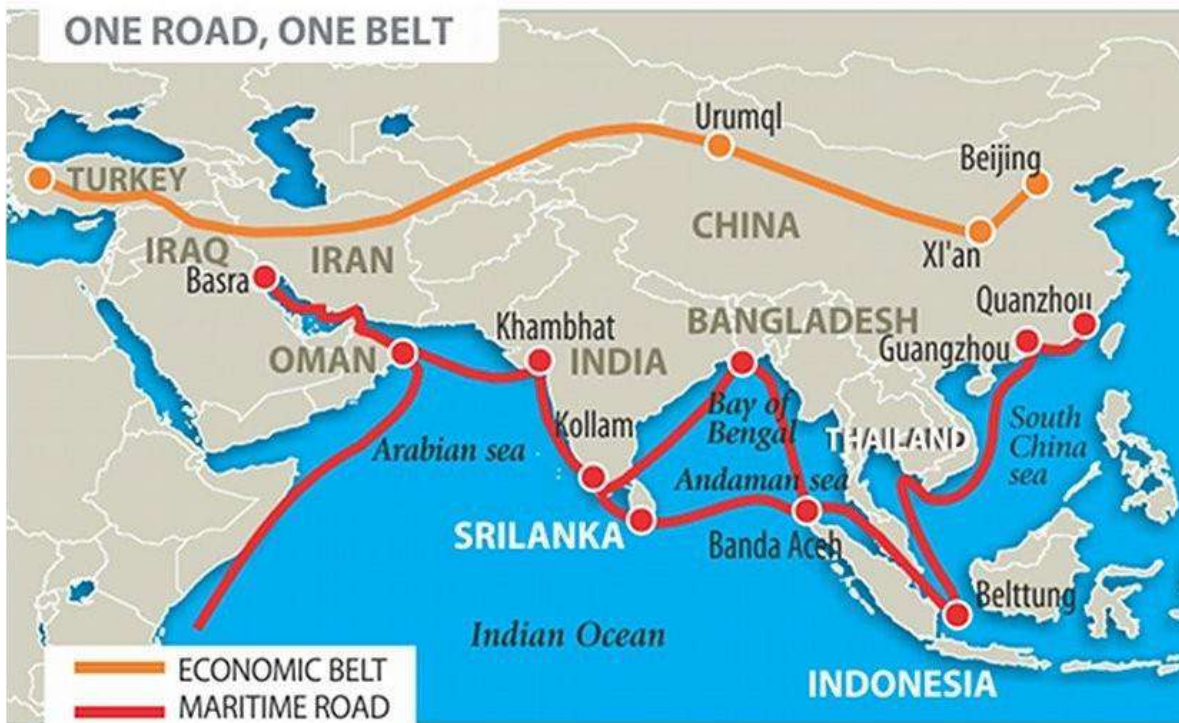 ONE ROAD, ONE BELT
Urumql
Beijing
TURKEY
CHINA
IRAQ
IRAN
XI'an
Basra
Quanzhou
Khambhat
BANGLADESH
OMAN
INDIA
Guangzhou
Kollam
Bay of
Bengal
South
China
sea
THAILAND
Arabian sea
Andaman sea
SRILANKA
Banda Aceh
Belttung
Indian Ocean
INDONESIA
ECONOMIC BELT
MARITIME ROAD